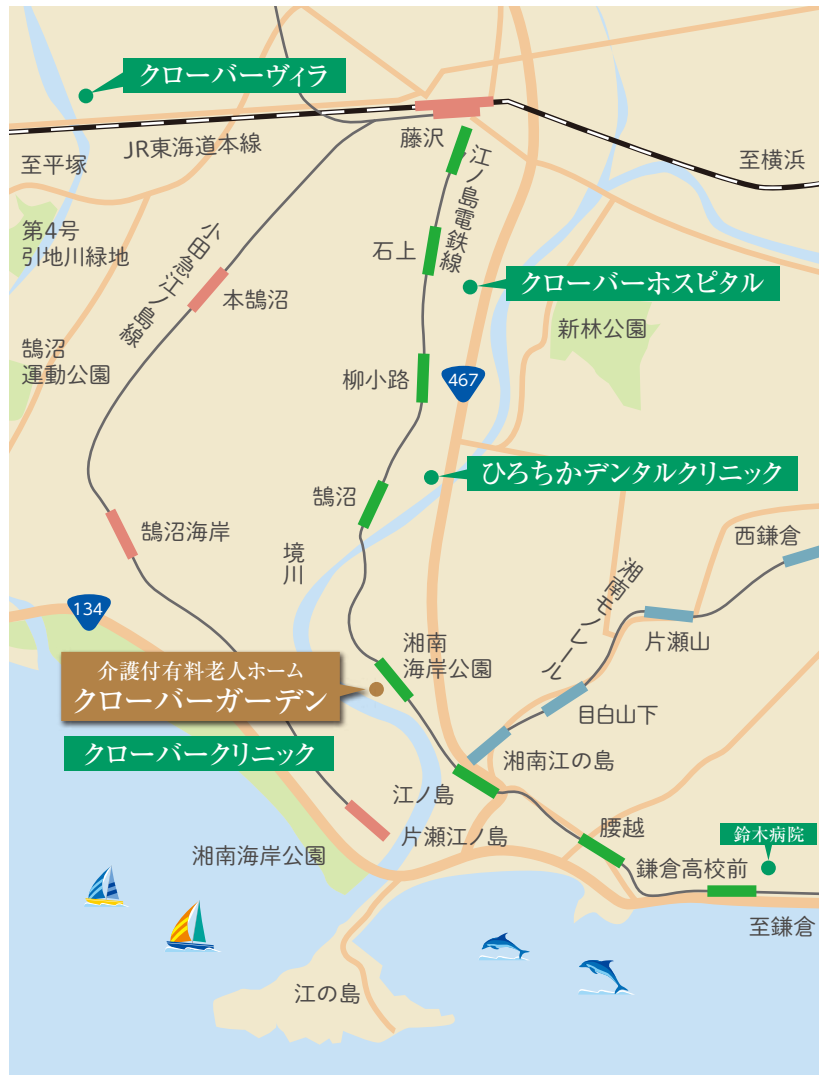 クローバーヴィラ
JR東海道本線
藤沢
至平塚
至横浜
江ノ島電鉄線
第4号
引地川緑地
小田急江ノ島線
石上
本鵠沼
クローバーホスピタル
新林公園
鵠沼
運動公園
柳小路
467
ひろちかデンタルクリニック
鵠沼
鵠沼海岸
境川
西鎌倉
湘南モノレール
134
片瀬山
湘南
海岸公園
介護付有料老人ホーム
クローバーガーデン
目白山下
クローバークリニック
湘南江の島
江ノ島
片瀬江ノ島
腰越
鈴木病院
湘南海岸公園
鎌倉高校前
至鎌倉
江の島